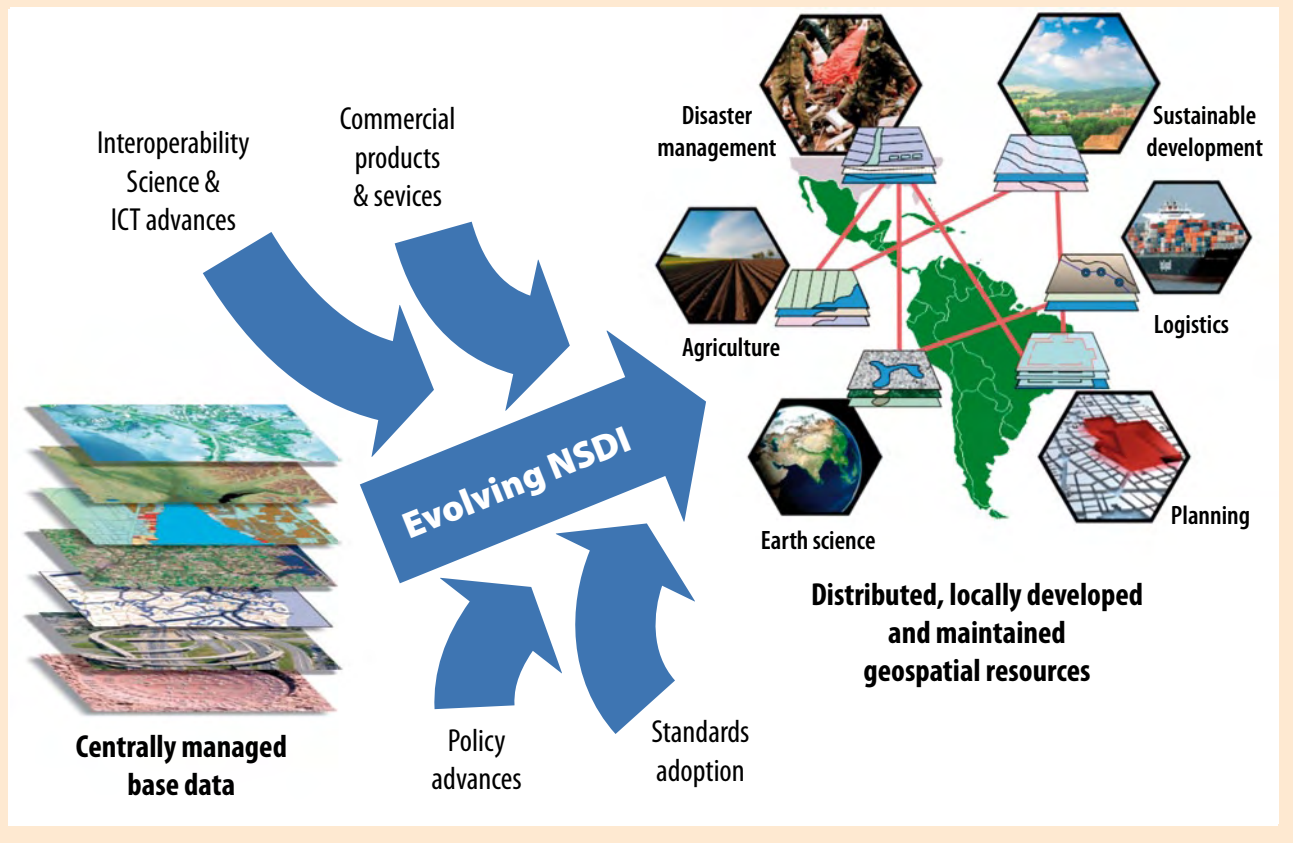 Interoperability
Science &
ICT advances
Commercial
products
& sevices
Disaster
management
Sustainable
development
Agriculture
Logistics
Evolving NSDI
Earth science
Planning
Distributed, locally developed
and maintained
geospatial resources
Centrally managed
base data
Policy
advances
Standards
adoption